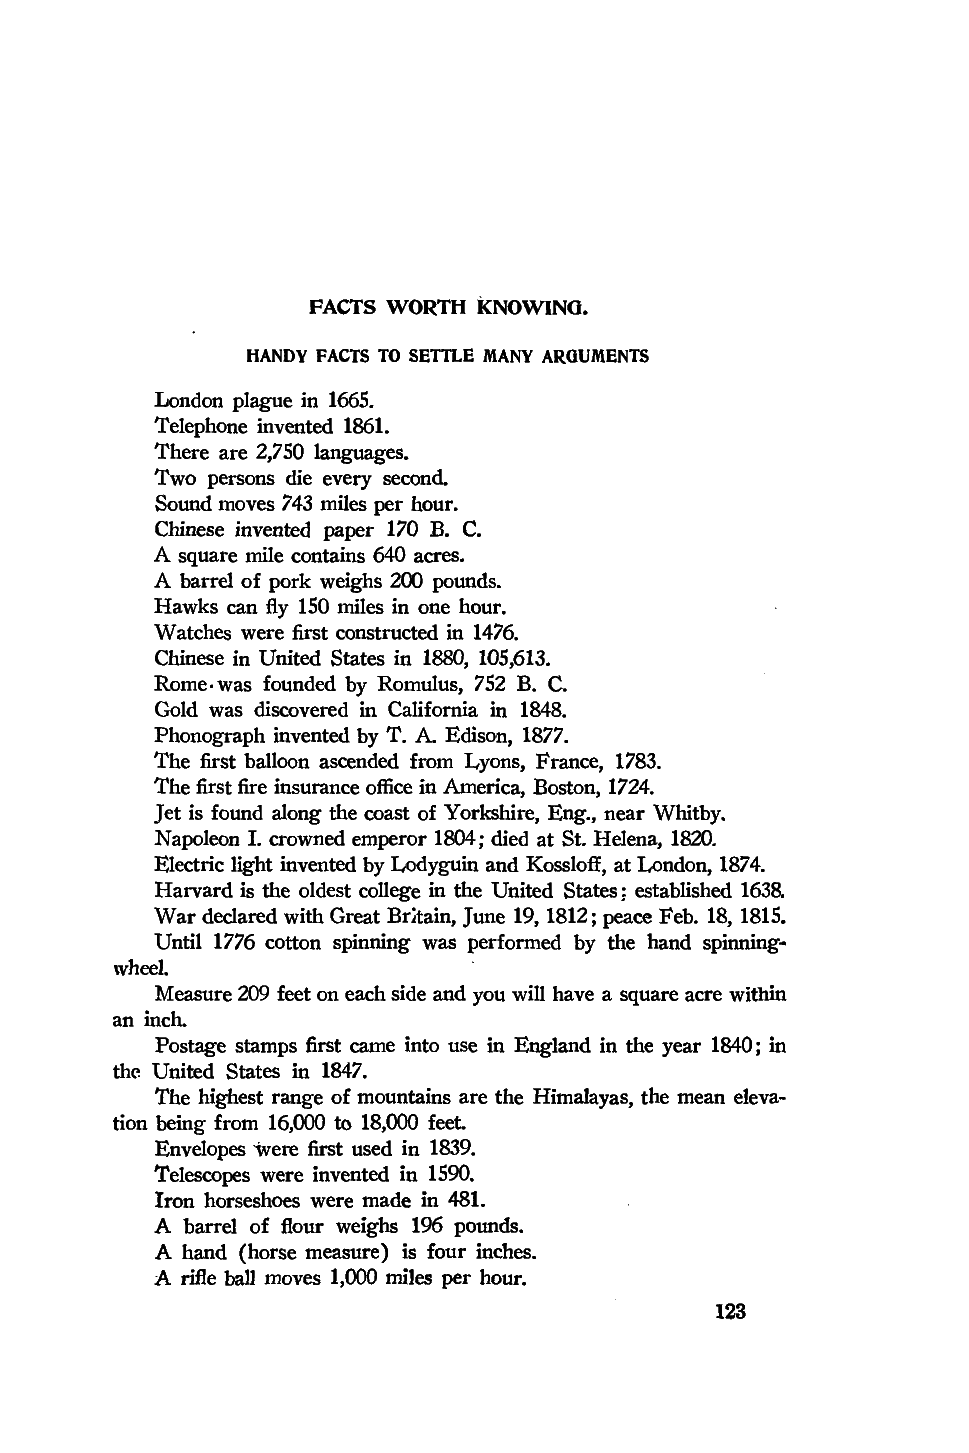 FACTS WORTH KNOWING.
HANDY FACTS TO SETTLE MANY ARGUMENTS
London plague in 1665.
Telephone invented 1861.
There are 2,750 languages.
Two persons die every second.
Sound moves 743 miles per hour.
Chinese invented paper 170 B. C.
A square mile contains 640 acres.
A barrel of pork weighs 200 pounds.
Hawks can fly 150 miles in one hour.
Watches were first constructed in 1476.
Chinese in United States in 1880, 105,613.
Rome was founded by Romulus, 752 B. C.
Gold was discovered in California in 1848.
Phonograph invented by T. A. Edison, 1877.
The first balloon ascended from Lyons, France, 1783.
The first fire insurance office in America, Boston, 1724.
Jet is found along the coast of Yorkshire, Eng., near Whitby.
Napoleon I. crowned emperor 1804; died at St. Helena, 1820.
Electric light invented by Lodyguin and Kossloff, at London, 1874.
Harvard is the oldest college in the United States; established 1638.
War declared with Great Britain, June 19, 1812; peace Feb. 18, 1815.
Until 1776 cotton spinning was performed by the hand spinning-
wheel.
Measure 209 feet on each side and you will have a square acre within
an inch.
Postage stamps first came into use in England in the year 1840; in
the United States in 1847.
The highest range of mountains are the Himalayas, the mean eleva-
tion being from 16,000 to 18,000 feet.
Envelopes were first used in 1839.
Telescopes were invented in 1590.
Iron horseshoes were made in 481.
A barrel of flour weighs 196 pounds.
A hand (horse measure) is four inches.
A rifle ball moves 1,000 miles per hour.
123